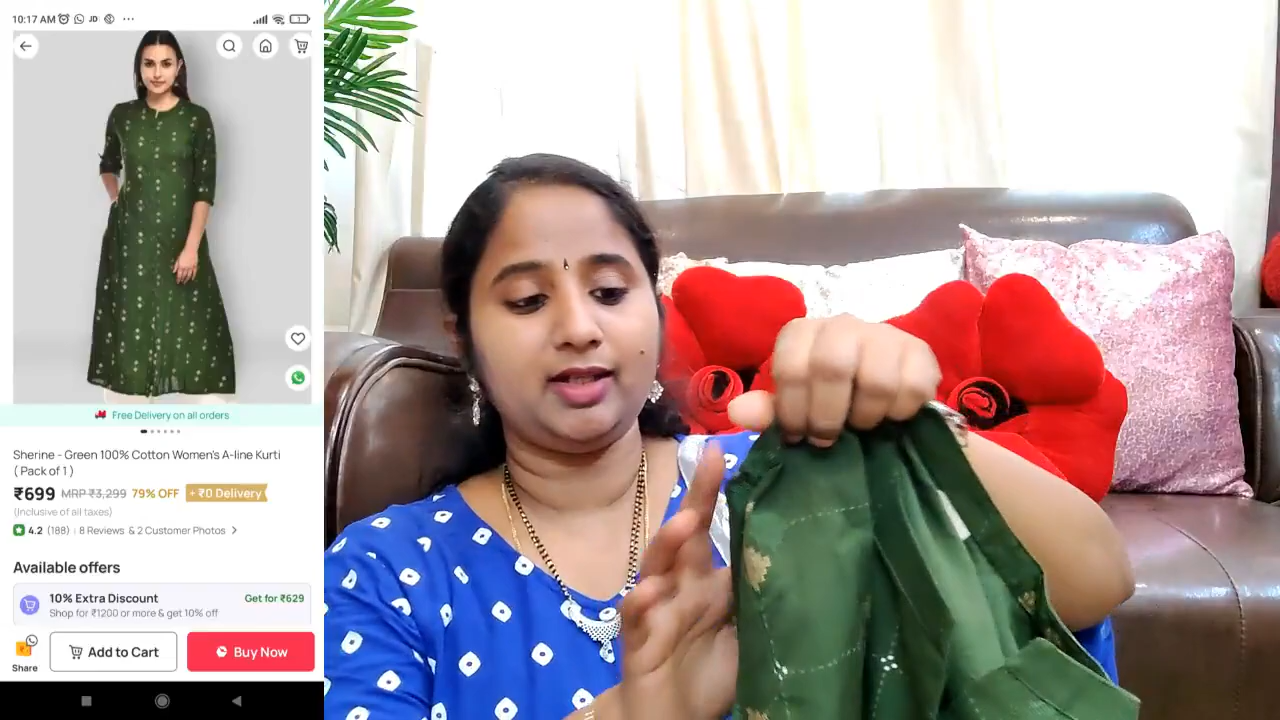 10:17 AM
JD
Free Delivery on all orders
Sherine - Green 100% Cotton Women's A-line Kurti
( Pack of 1 )
₹699 MRP ₹3,299 79% OFF + ₹0 Delivery
(Inclusive of all taxes)
4.2 (188) 8 Reviews & 2 Customer Photos
Available offers
10% Extra Discount Get for ₹629
Shop for ₹1200 or more & get 10% off
Share
Add to Cart
Buy Now